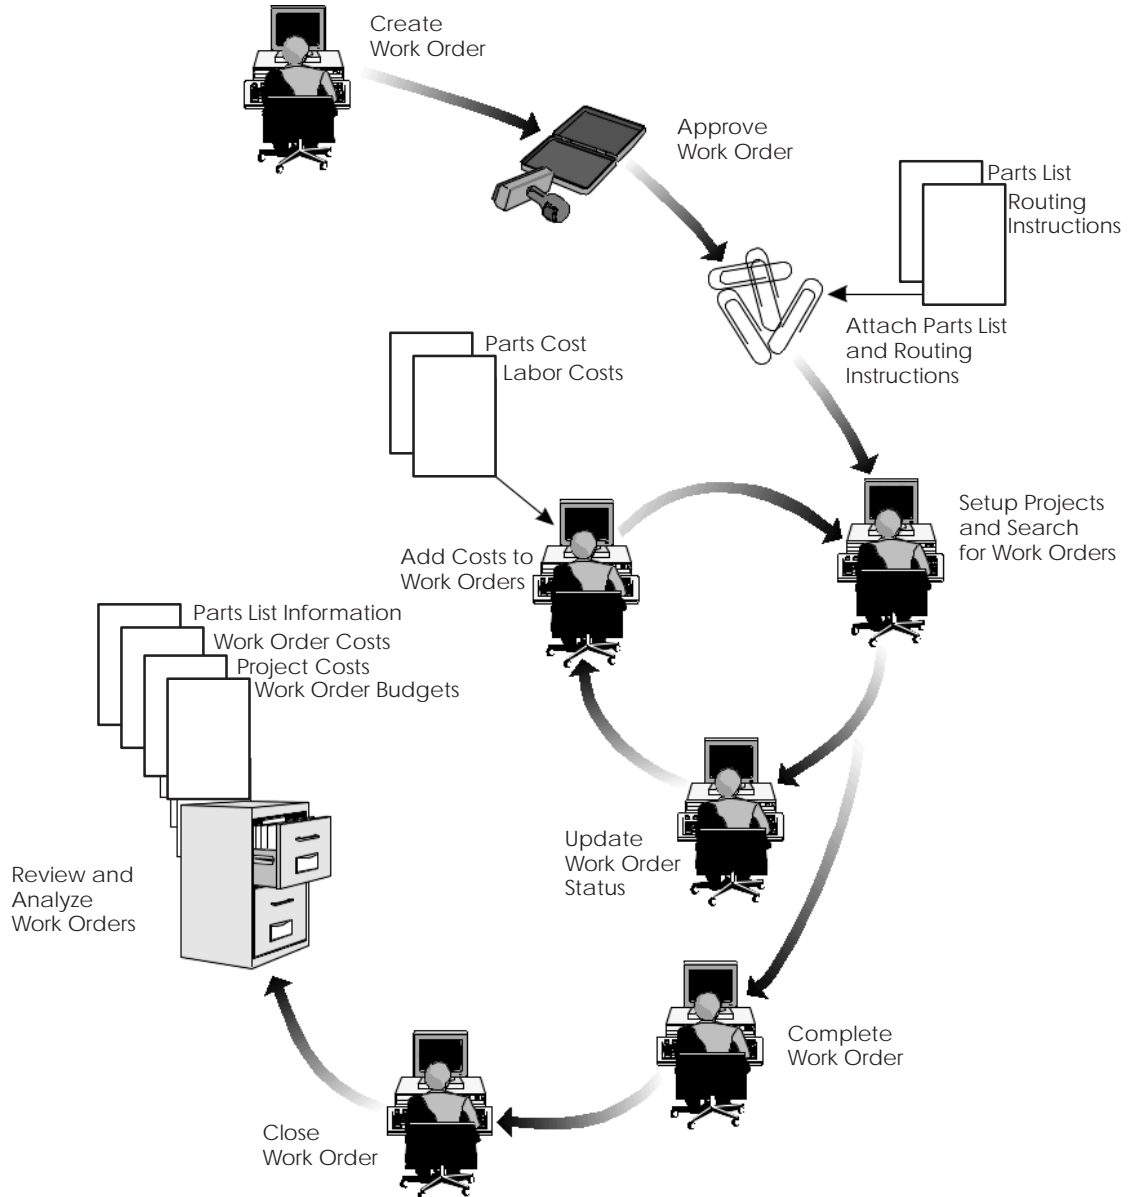 Create
Work Order
Approve
Work Order
Parts List
Routing
Instructions
Attach Parts List
and Routing
Instructions
Parts Cost
Labor Costs
Setup Projects
and Search
for Work Orders
Add Costs to
Work Orders
Parts List Information
Work Order Costs
Project Costs
Work Order Budgets
Update
Work Order
Status
Review and
Analyze
Work Orders
Complete
Work Order
Close
Work Order